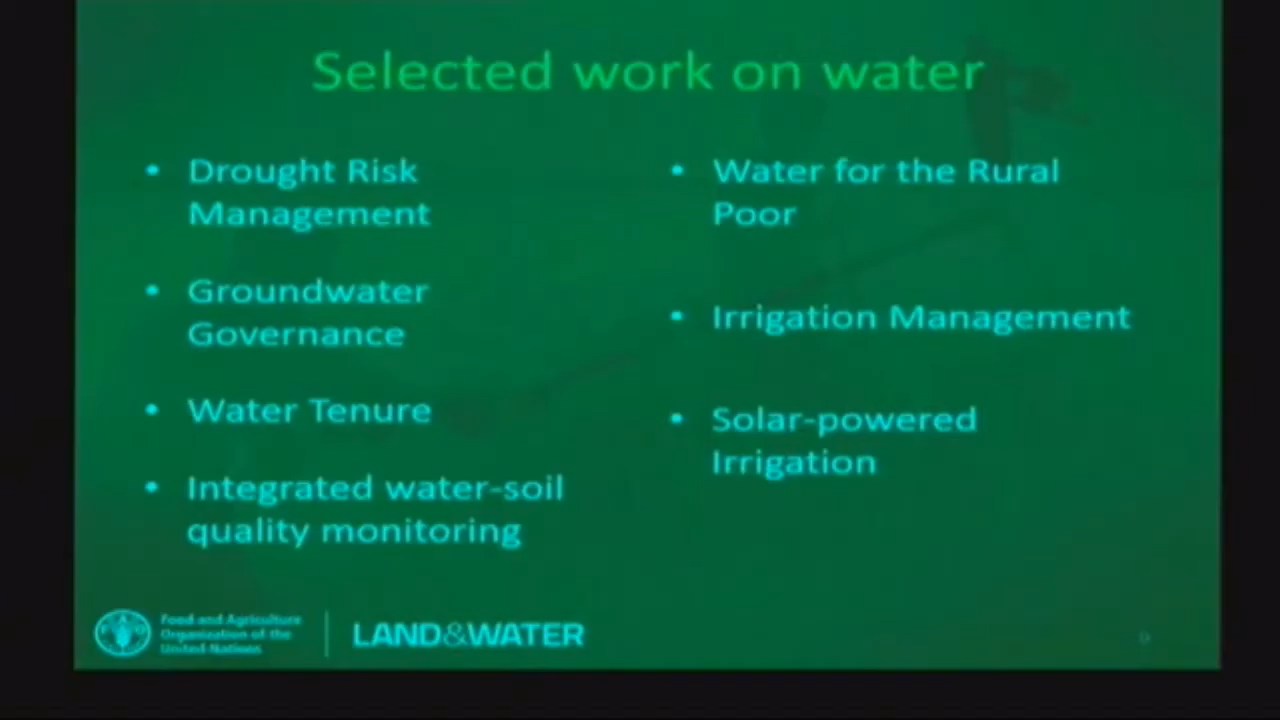 Selected work on water
• Drought Risk
Management
• Groundwater
Governance
• Water Tenure
• Integrated water-soil
quality monitoring
• Water for the Rural
Poor
• Irrigation Management
• Solar-powered
Irrigation
Food and Agriculture
Organization of the
United Nations
LAND&WATER